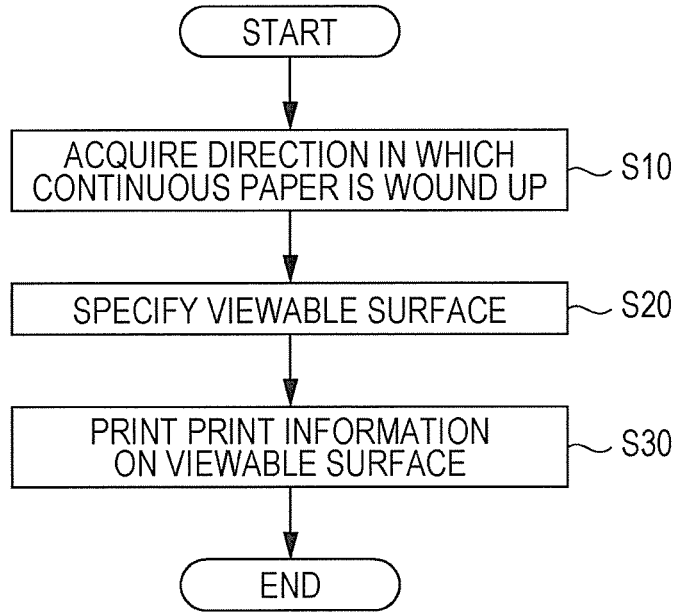 START
ACQUIRE DIRECTION IN WHICH
CONTINUOUS PAPER IS WOUND UP
S10
SPECIFY VIEWABLE SURFACE
S20
PRINT PRINT INFORMATION
ON VIEWABLE SURFACE
S30
END